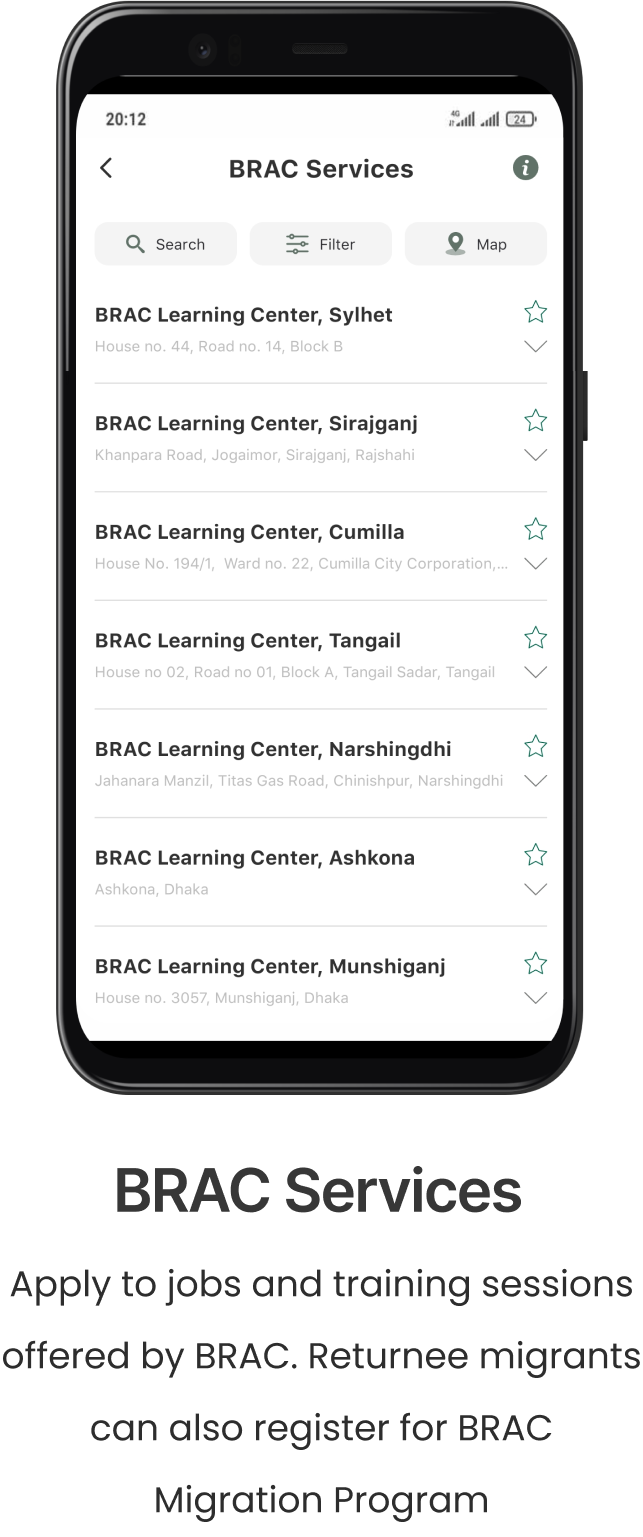 20:12
4G
24
BRAC Services
Search
Filter
Map
BRAC Learning Center, Sylhet
House no. 44, Road no. 14, Block B
BRAC Learning Center, Sirajganj
Khanpara Road, Jogaimor, Sirajganj, Rajshahi
BRAC Learning Center, Cumilla
House No. 194/1,  Ward no. 22, Cumilla City Corporation,...
BRAC Learning Center, Tangail
House no 02, Road no 01, Block A, Tangail Sadar, Tangail
BRAC Learning Center, Narshingdhi
Jahanara Manzil, Titas Gas Road, Chinishpur, Narshingdhi
BRAC Learning Center, Ashkona
Ashkona, Dhaka
BRAC Learning Center, Munshiganj
House no. 3057, Munshiganj, Dhaka
BRAC Services
Apply to jobs and training sessions
offered by BRAC. Returnee migrants
can also register for BRAC
Migration Program